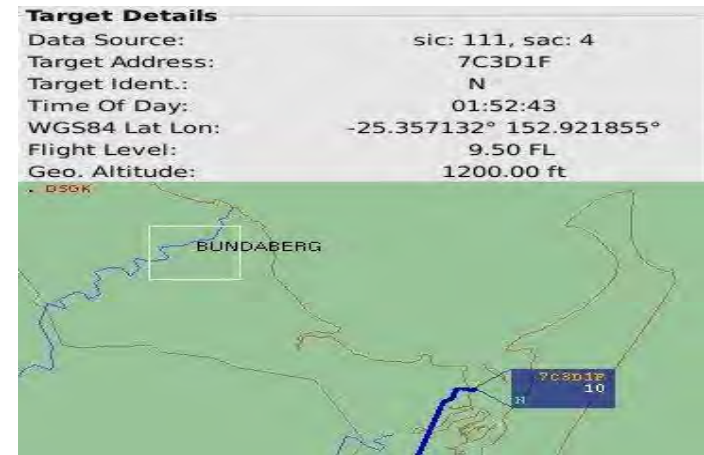 Target Details
Data Source: sic: 111, sac: 4
Target Address: 7C3D1F
Target Ident.: N
Time Of Day: 01:52:43
WGS84 Lat Lon: -25.357132° 152.921855°
Flight Level: 9.50 FL
Geo. Altitude: 1200.00 ft
BUNDABERG
7C3D1F
10
N